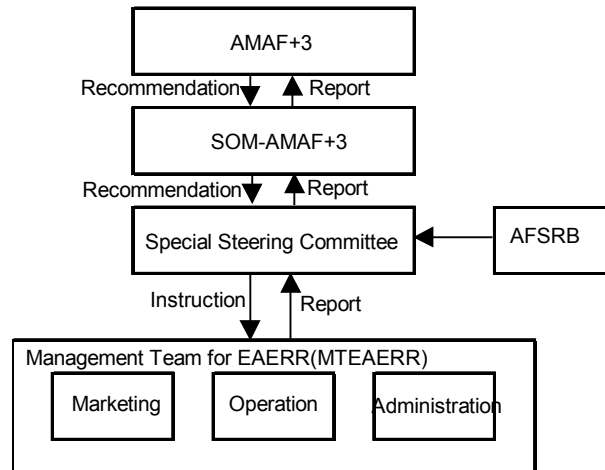 AMAF+3
Recommendation Report
SOM-AMAF+3
Recommendation Report
Special Steering Committee
AFSRB
Instruction Report
Management Team for EAERR(MTEAERR)
Marketing Operation Administration